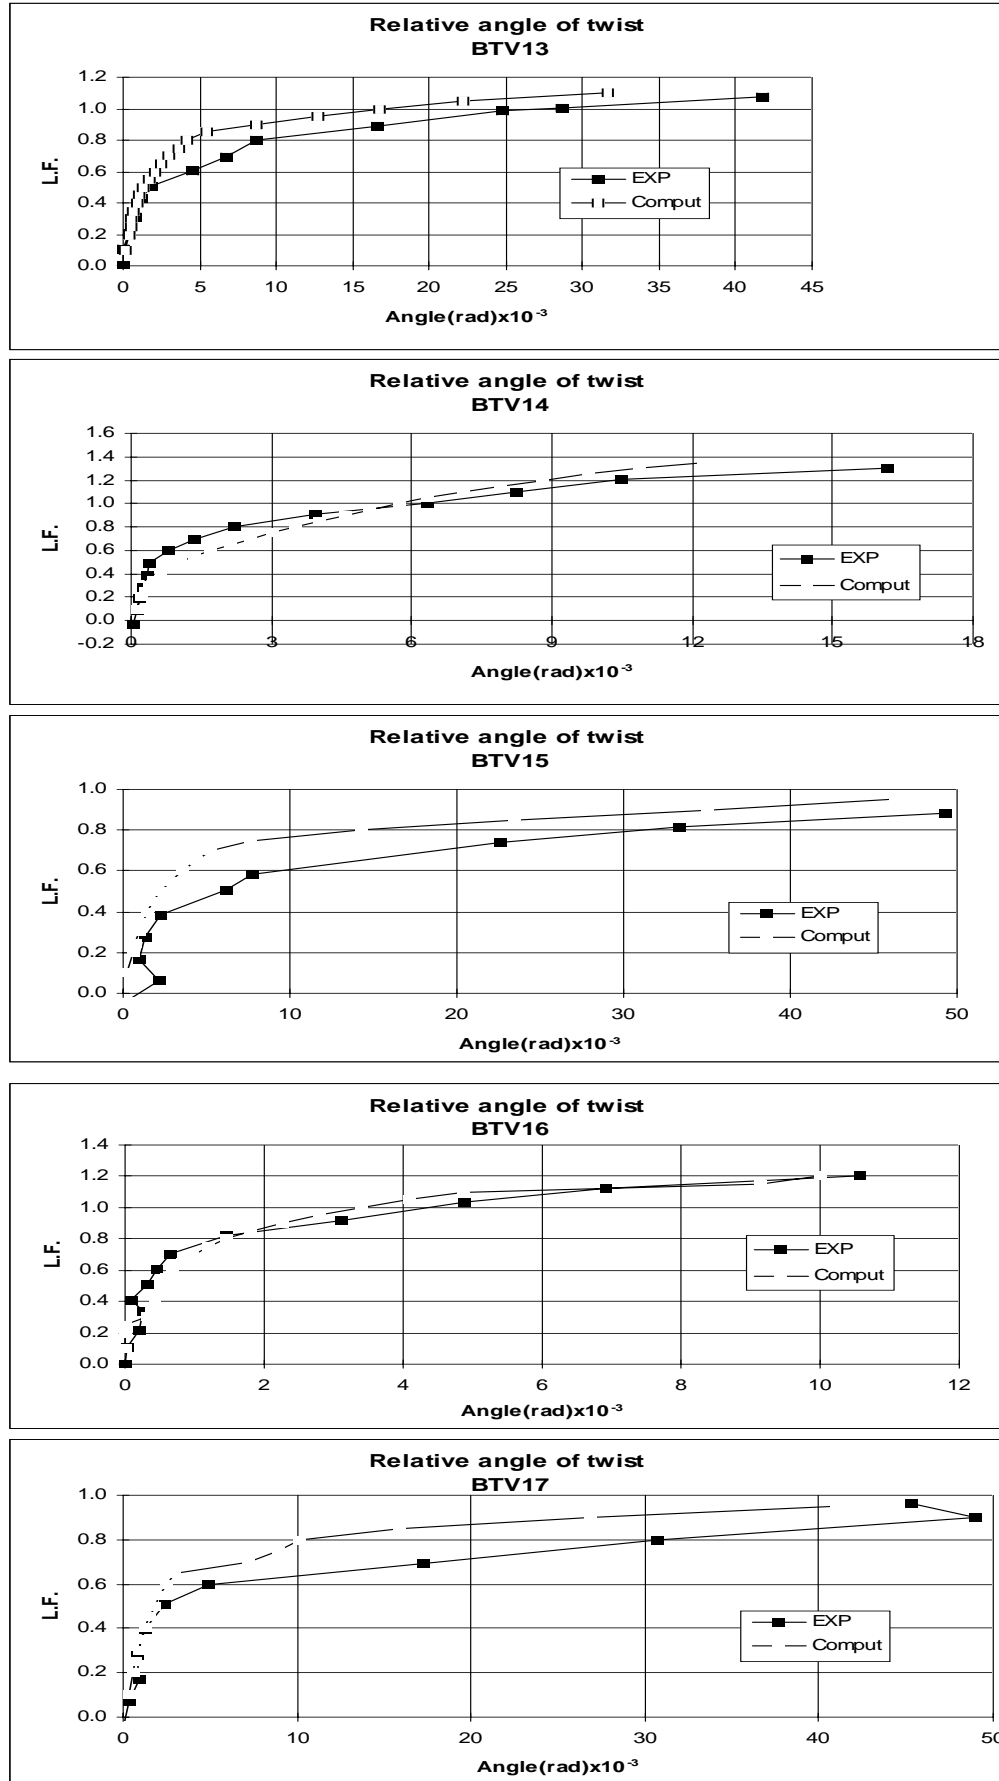 Relative angle of twist
BTV13
1.2
1.0
0.8
0.6
0.4
0.2
0.0
L.F.
EXP
Comput
0 5 10 15 20 25 30 35 40 45
Angle(rad)x10⁻³
Relative angle of twist
BTV14
1.6
1.4
1.2
1.0
0.8
0.6
0.4
0.2
0.0
-0.2
L.F.
EXP
Comput
0 3 6 9 12 15 18
Angle(rad)x10⁻³
Relative angle of twist
BTV15
1.0
0.8
0.6
0.4
0.2
0.0
L.F.
EXP
Comput
0 10 20 30 40 50
Angle(rad)x10⁻³
Relative angle of twist
BTV16
1.4
1.2
1.0
0.8
0.6
0.4
0.2
0.0
L.F.
EXP
Comput
0 2 4 6 8 10 12
Angle(rad)x10⁻³
Relative angle of twist
BTV17
1.0
0.8
0.6
0.4
0.2
0.0
L.F.
EXP
Comput
0 10 20 30 40 50
Angle(rad)x10⁻³